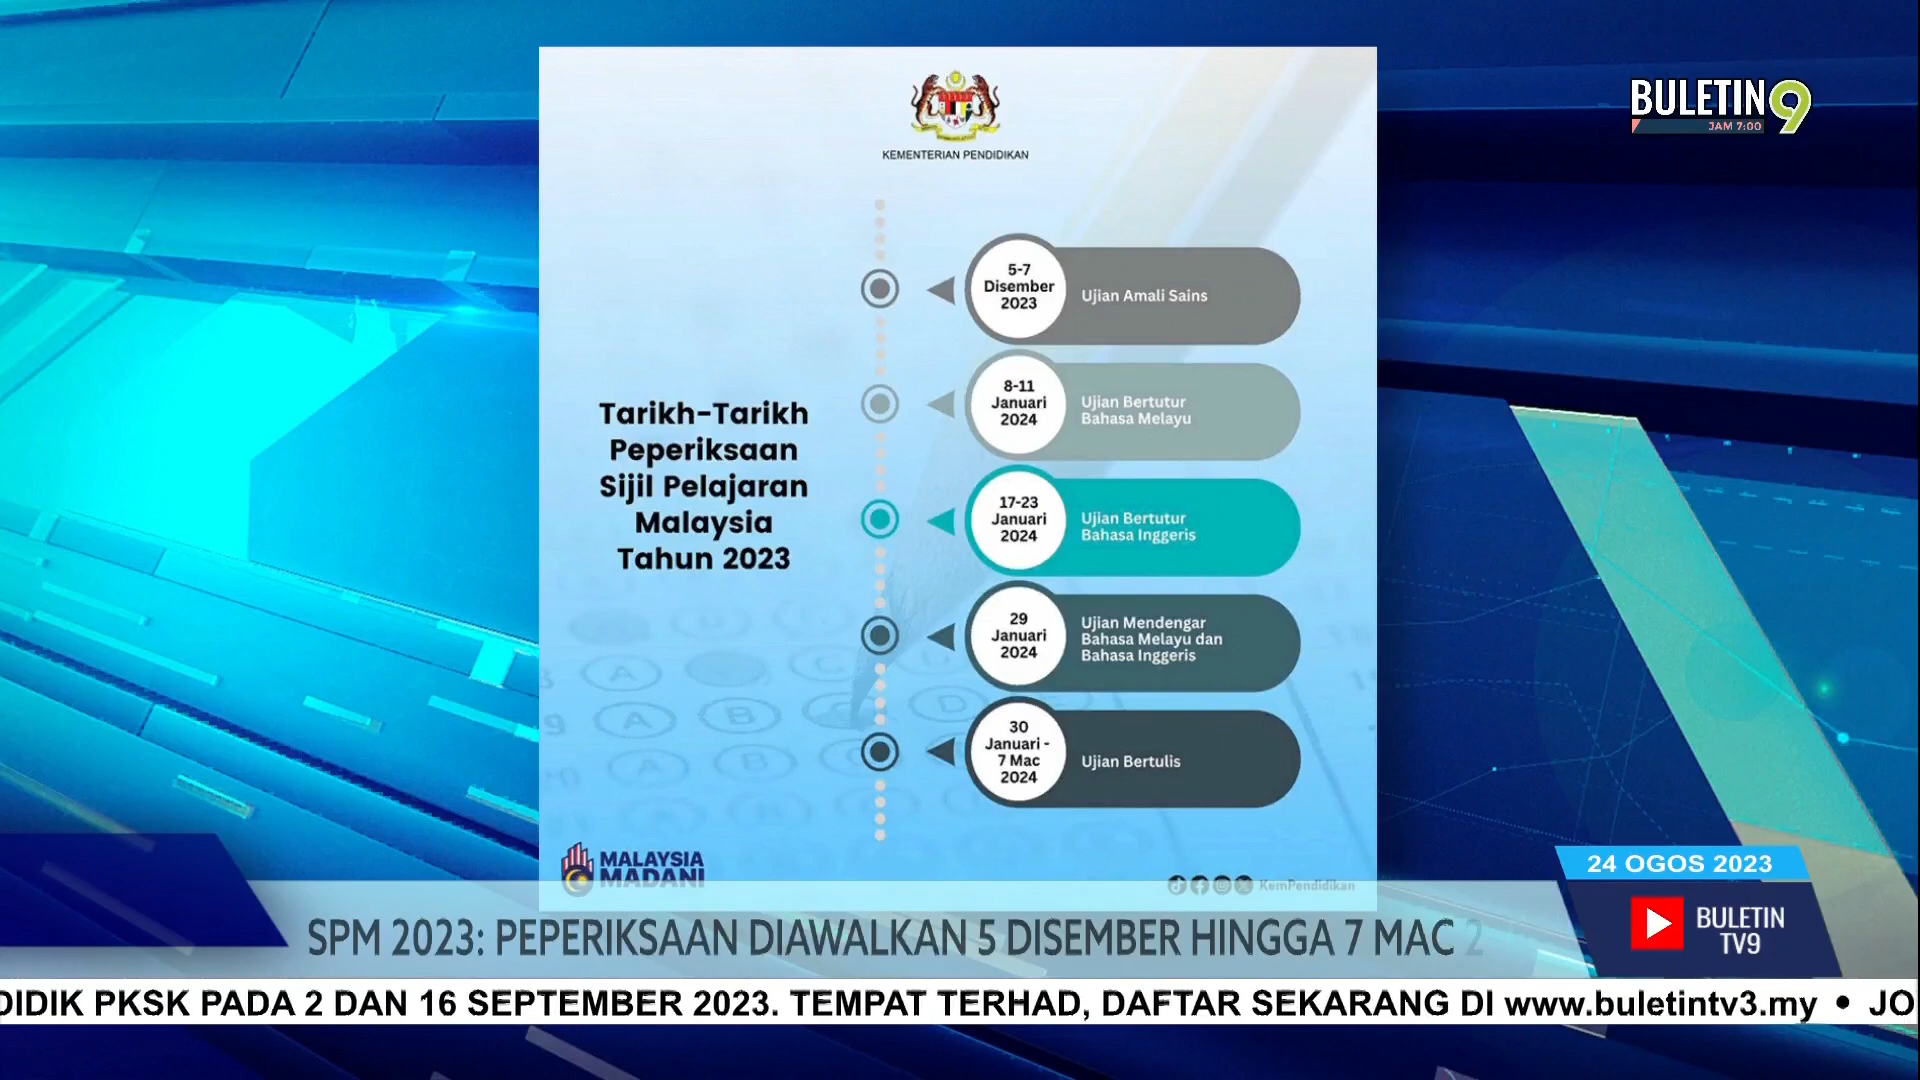 BULETIN 9
JAM 7:00
KEMENTERIAN PENDIDIKAN
Tarikh-Tarikh
Peperiksaan
Sijil Pelajaran
Malaysia
Tahun 2023
5-7
Disember
2023
Ujian Amali Sains
8-11
Januari
2024
Ujian Bertutur
Bahasa Melayu
17-23
Januari
2024
Ujian Bertutur
Bahasa Inggeris
29
Januari
2024
Ujian Mendengar
Bahasa Melayu dan
Bahasa Inggeris
30
Januari -
7 Mac
2024
Ujian Bertulis
MALAYSIA
MADANI
KemPendidikan
24 OGOS 2023
BULETIN
TV9
SPM 2023: PEPERIKSAAN DIAWALKAN 5 DISEMBER HINGGA 7 MAC 2
DIDIK PKSK PADA 2 DAN 16 SEPTEMBER 2023. TEMPAT TERHAD, DAFTAR SEKARANG DI www.buletintv3.my • JO